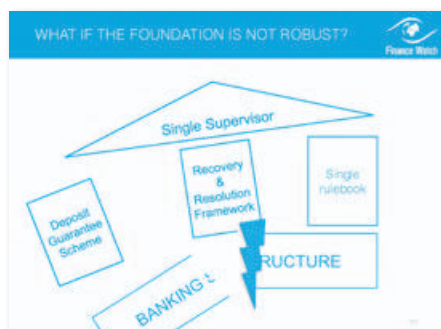 WHAT IF THE FOUNDATION IS NOT ROBUST?
Finance Watch
Single Supervisor
Deposit
Guarantee
Scheme
Recovery
&
Resolution
Framework
Single
rulebook
BANKING S
RUCTURE